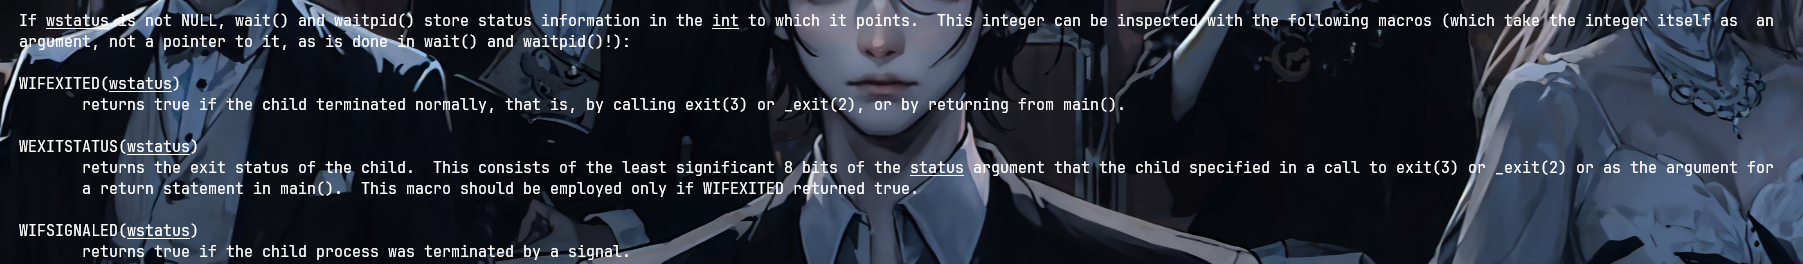 If wstatus is not NULL, wait() and waitpid() store status information in the int to which it points.  This integer can be inspected with the following macros (which take the integer itself as  an
argument, not a pointer to it, as is done in wait() and waitpid()!):
WIFEXITED(wstatus)
returns true if the child terminated normally, that is, by calling exit(3) or _exit(2), or by returning from main().
WEXITSTATUS(wstatus)
returns the exit status of the child.  This consists of the least significant 8 bits of the status argument that the child specified in a call to exit(3) or _exit(2) or as the argument for
a return statement in main().  This macro should be employed only if WIFEXITED returned true.
WIFSIGNALED(wstatus)
returns true if the child process was terminated by a signal.